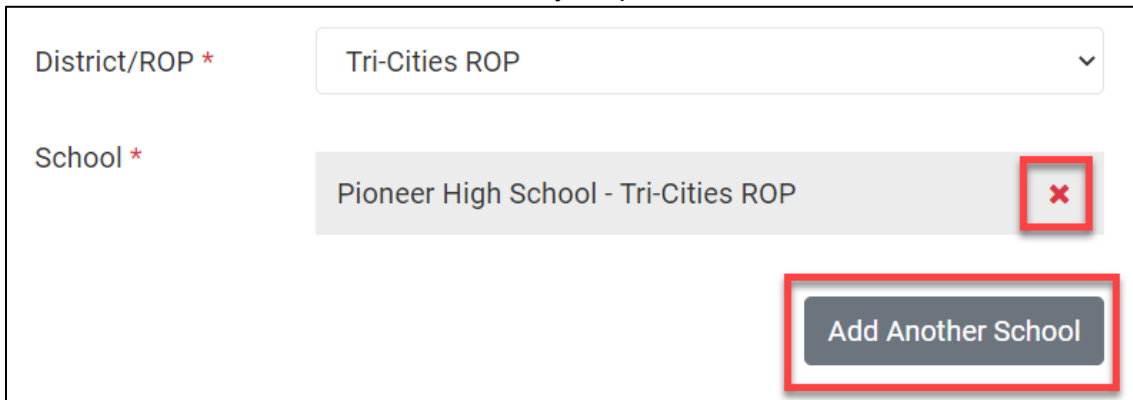 District/ROP *
Tri-Cities ROP
School *
Pioneer High School - Tri-Cities ROP
Add Another School